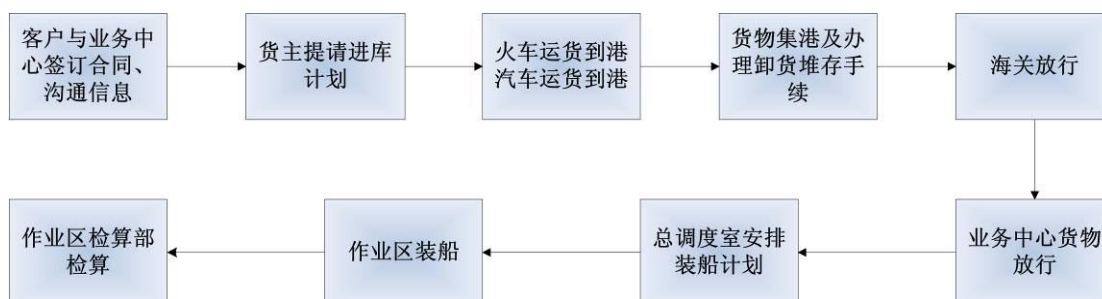 客户与业务中
心签订合同、
沟通信息
货主提请进库
计划
火车运货到港
汽车运货到港
货物集港及办
理卸货堆存手
续
海关放行
业务中心货物
放行
总调度室安排
装船计划
作业区装船
作业区检算部
检算